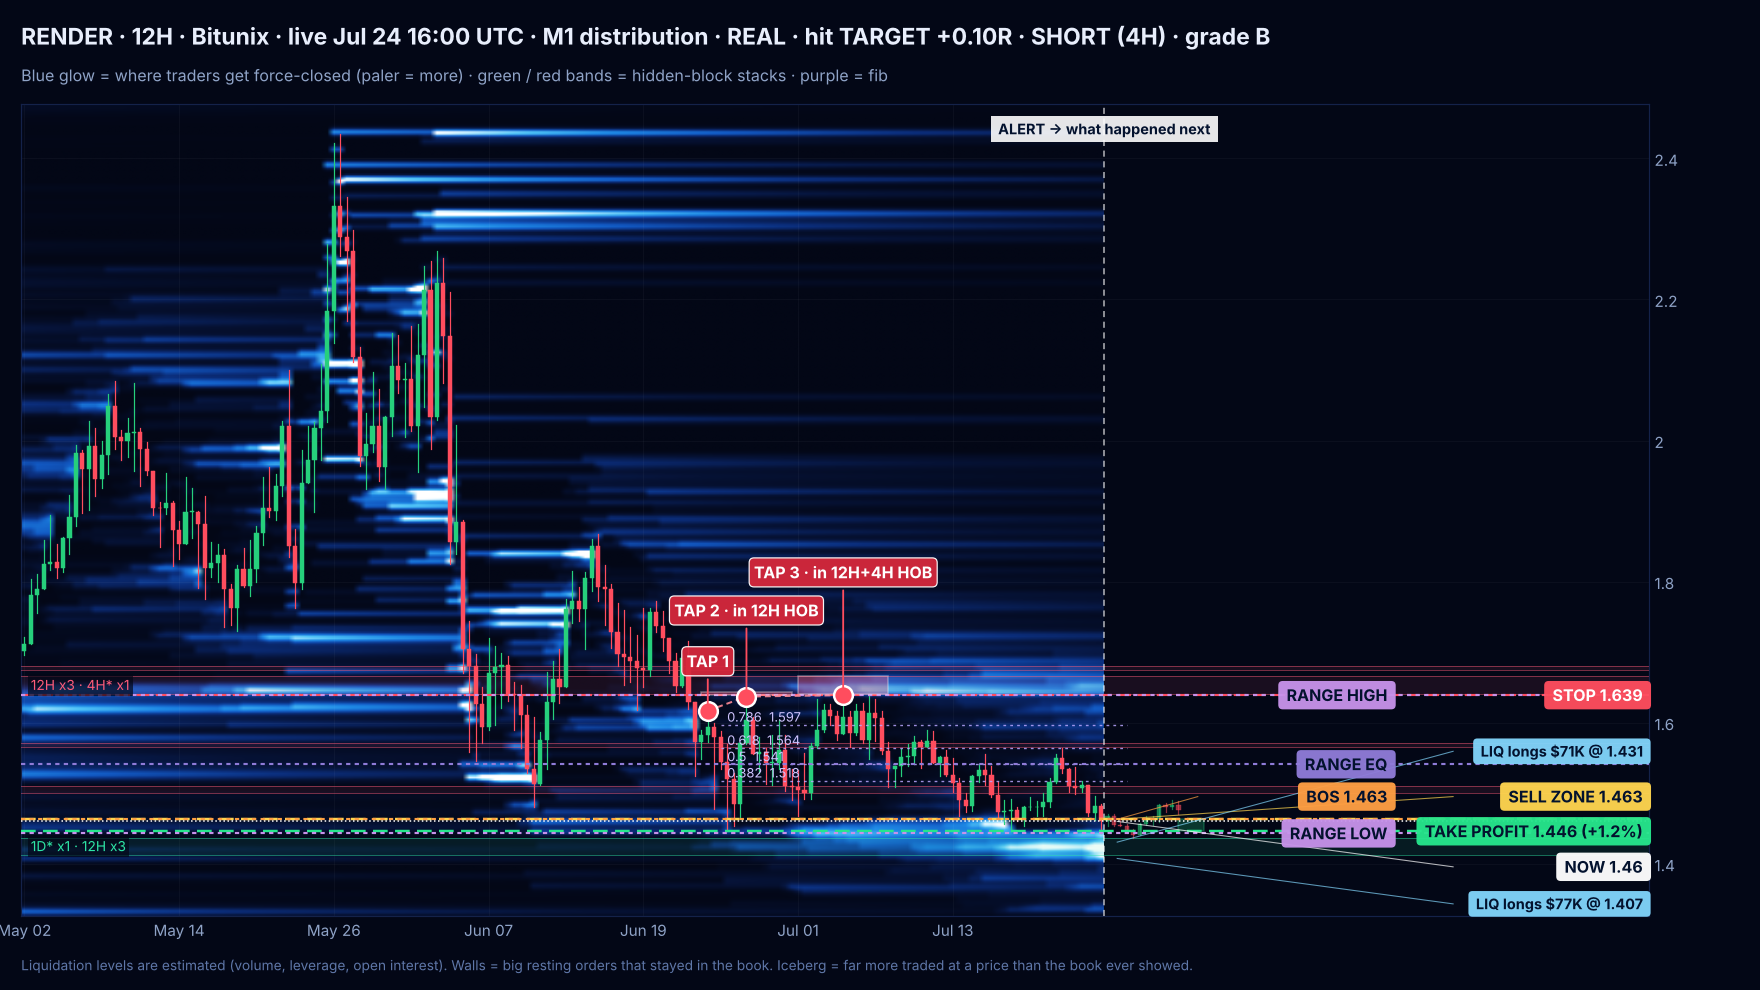 RENDER · 12H · Bitunix · live Jul 24 16:00 UTC · M1 distribution · REAL · hit TARGET +0.10R · SHORT (4H) · grade B
Blue glow = where traders get force-closed (paler = more) · green / red bands = hidden-block stacks · purple = fib
ALERT → what happened next
2.4
2.2
2
1.8
TAP 3 · in 12H+4H HOB
TAP 2 · in 12H HOB
TAP 1
12H x3 · 4H* x1
RANGE HIGH
STOP 1.639
0.786 1.597
1.6
0.618 1.564
LIQ longs $71K @ 1.431
0.5 1.541
RANGE EQ
0.382 1.518
BOS 1.463
SELL ZONE 1.463
RANGE LOW
TAKE PROFIT 1.446 (+1.2%)
1D* x1 · 12H x3
NOW 1.46
1.4
LIQ longs $77K @ 1.407
May 02
May 14
May 26
Jun 07
Jun 19
Jul 01
Jul 13
Liquidation levels are estimated (volume, leverage, open interest). Walls = big resting orders that stayed in the book. Iceberg = far more traded at a price than the book ever showed.